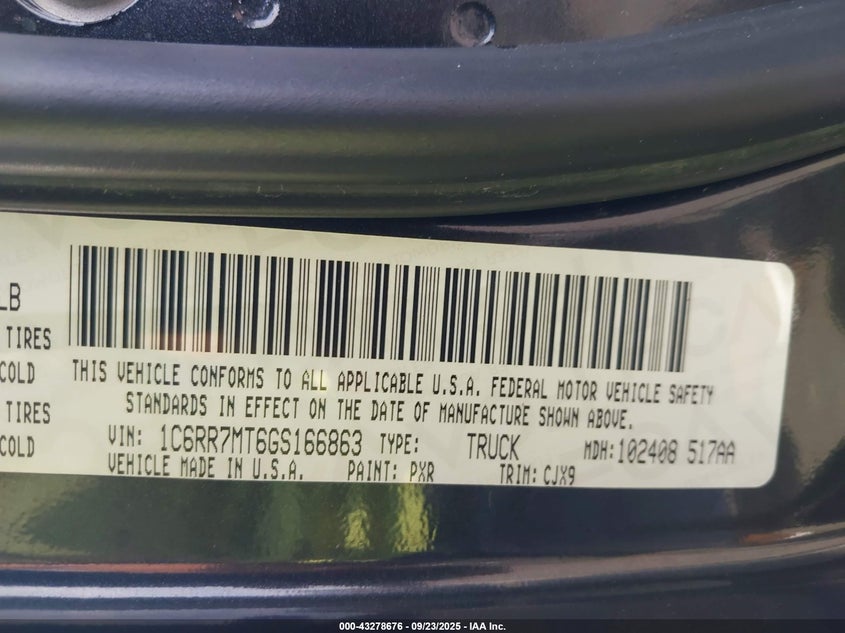 LB
TIRES
COLD
TIRES
COLD
THIS VEHICLE CONFORMS TO ALL APPLICABLE U.S.A. FEDERAL MOTOR VEHICLE SAFETY
STANDARDS IN EFFECT ON THE DATE OF MANUFACTURE SHOWN ABOVE.
VIN: 1C6RR7MT6GS166863 TYPE: TRUCK MDH: 102408 517AA
VEHICLE MADE IN U.S.A. PAINT: PXR TRIM: CJX9
000-43278676 - 09/23/2025 - IAA Inc.